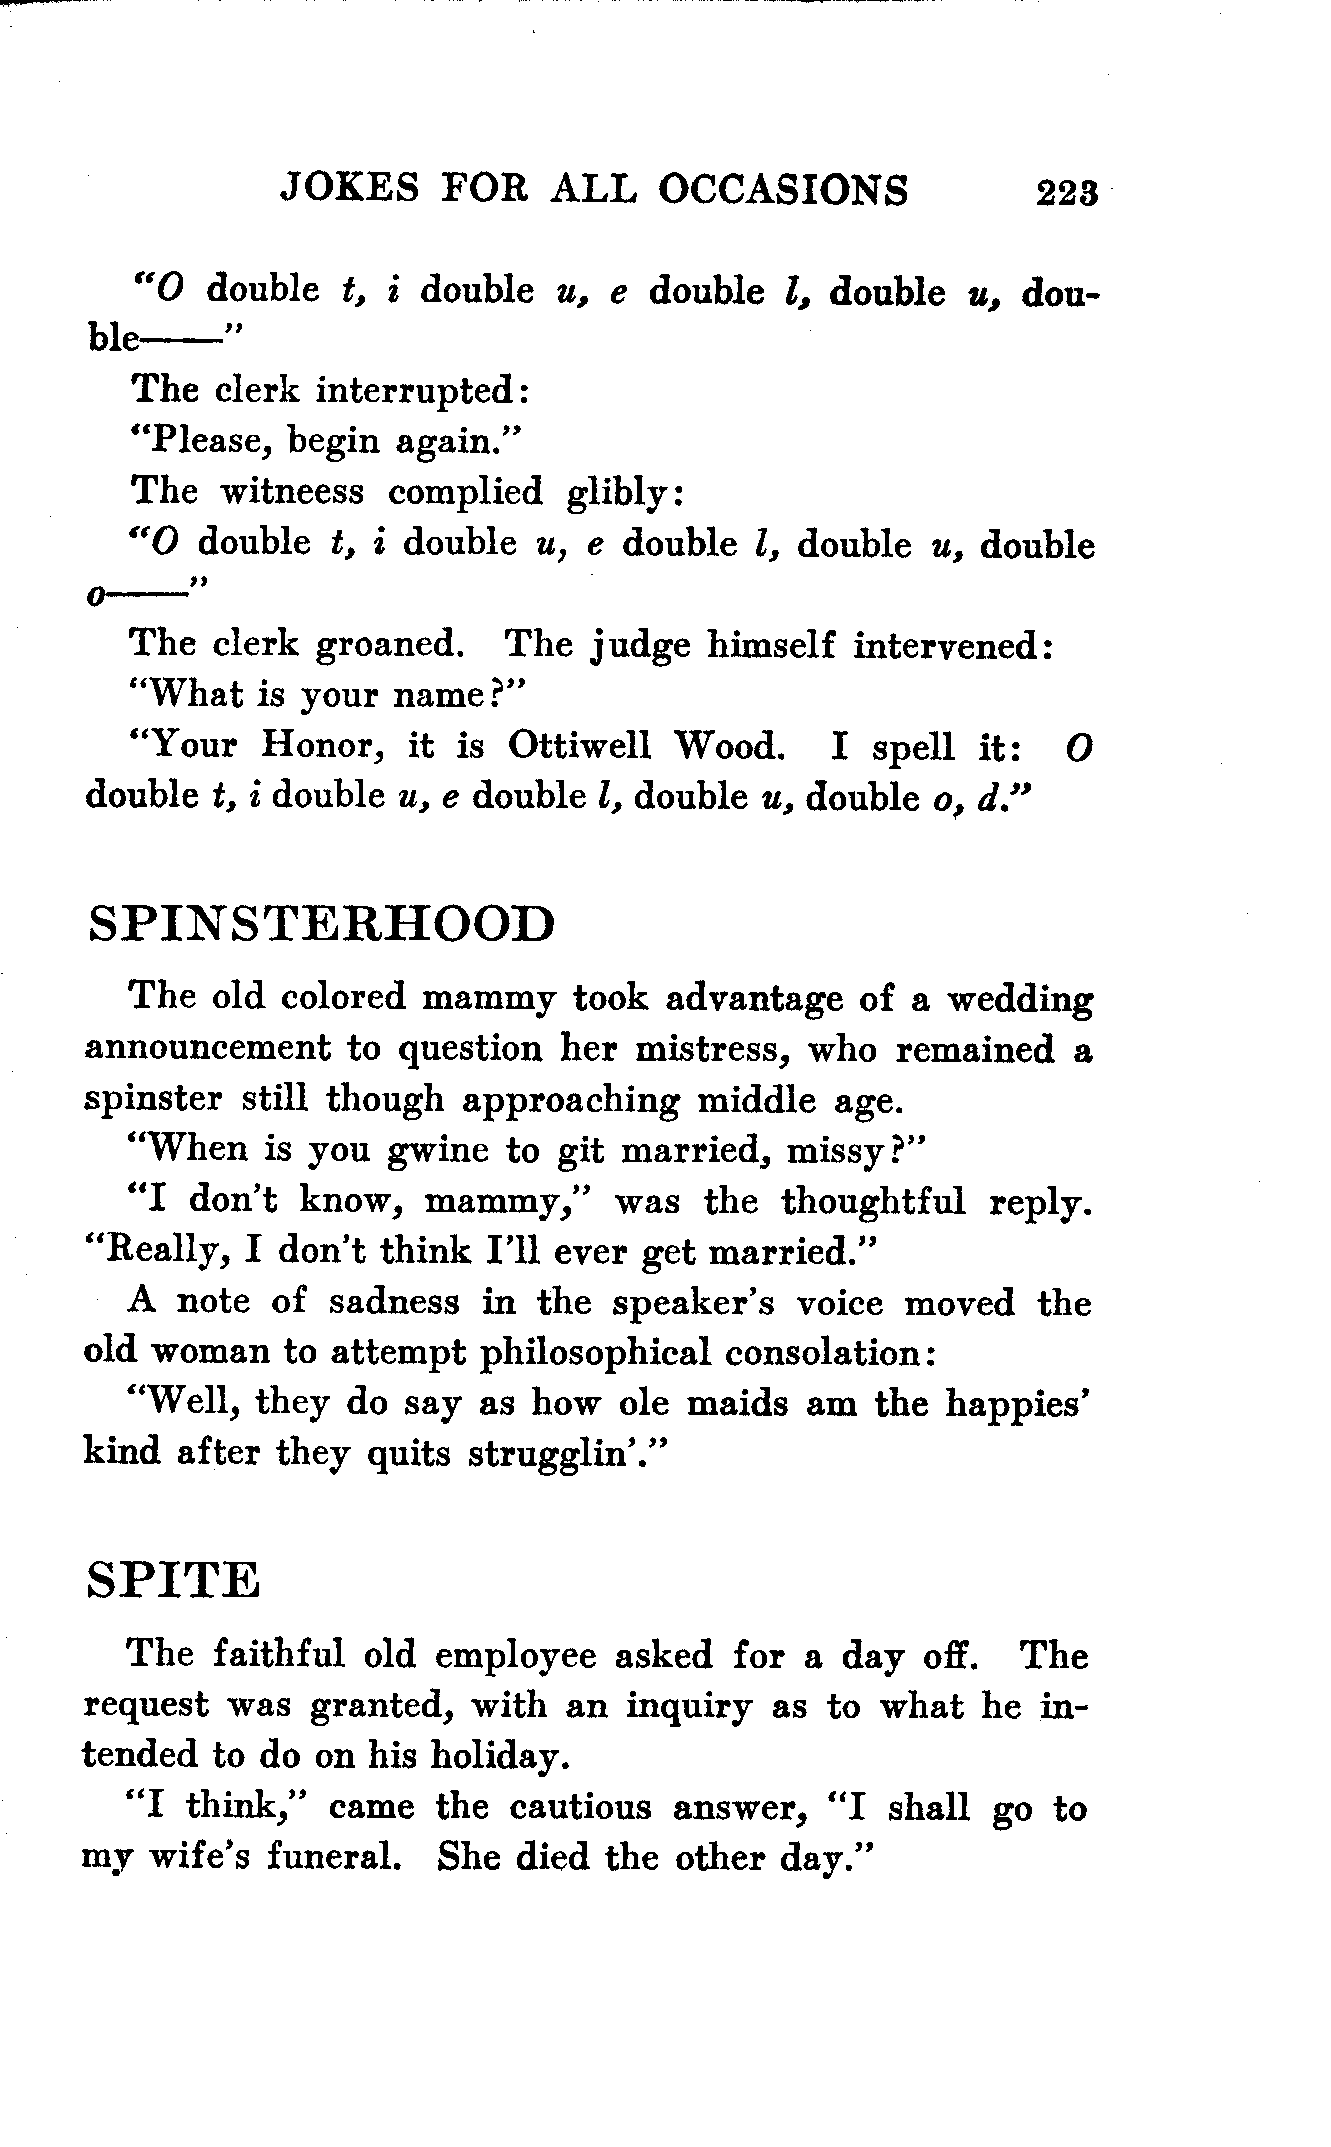 JOKES FOR ALL OCCASIONS 223
“O double t, i double u, e double l, double u, dou-
ble——”
The clerk interrupted:
“Please, begin again.”
The witneess complied glibly:
“O double t, i double u, e double l, double u, double
o——”
The clerk groaned. The judge himself intervened:
“What is your name?”
“Your Honor, it is Ottiwell Wood. I spell it: O
double t, i double u, e double l, double u, double o, d.”
SPINSTERHOOD
The old colored mammy took advantage of a wedding
announcement to question her mistress, who remained a
spinster still though approaching middle age.
“When is you gwine to git married, missy?”
“I don’t know, mammy,” was the thoughtful reply.
“Really, I don’t think I’ll ever get married.”
A note of sadness in the speaker’s voice moved the
old woman to attempt philosophical consolation:
“Well, they do say as how ole maids am the happies’
kind after they quits strugglin’.”
SPITE
The faithful old employee asked for a day off. The
request was granted, with an inquiry as to what he in-
tended to do on his holiday.
“I think,” came the cautious answer, “I shall go to
my wife’s funeral. She died the other day.”